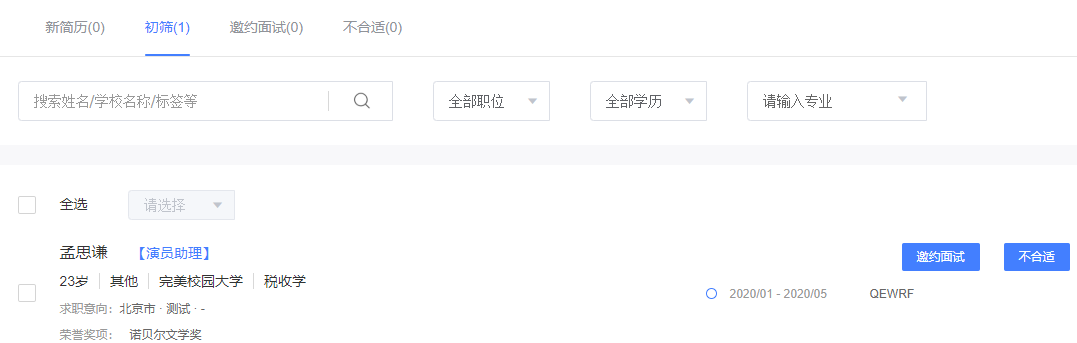 新简历(0) 初筛(1) 邀约面试(0) 不合适(0)
搜索姓名/学校名称/标签等 全部职位 全部学历 请输入专业
全选 请选择
孟思谦 【演员助理】 邀约面试 不合适
23岁 其他 完美校园大学 税收学
2020/01 - 2020/05 QEWRF
求职意向: 北京市 · 测试 · -
荣誉奖项: 诺贝尔文学奖